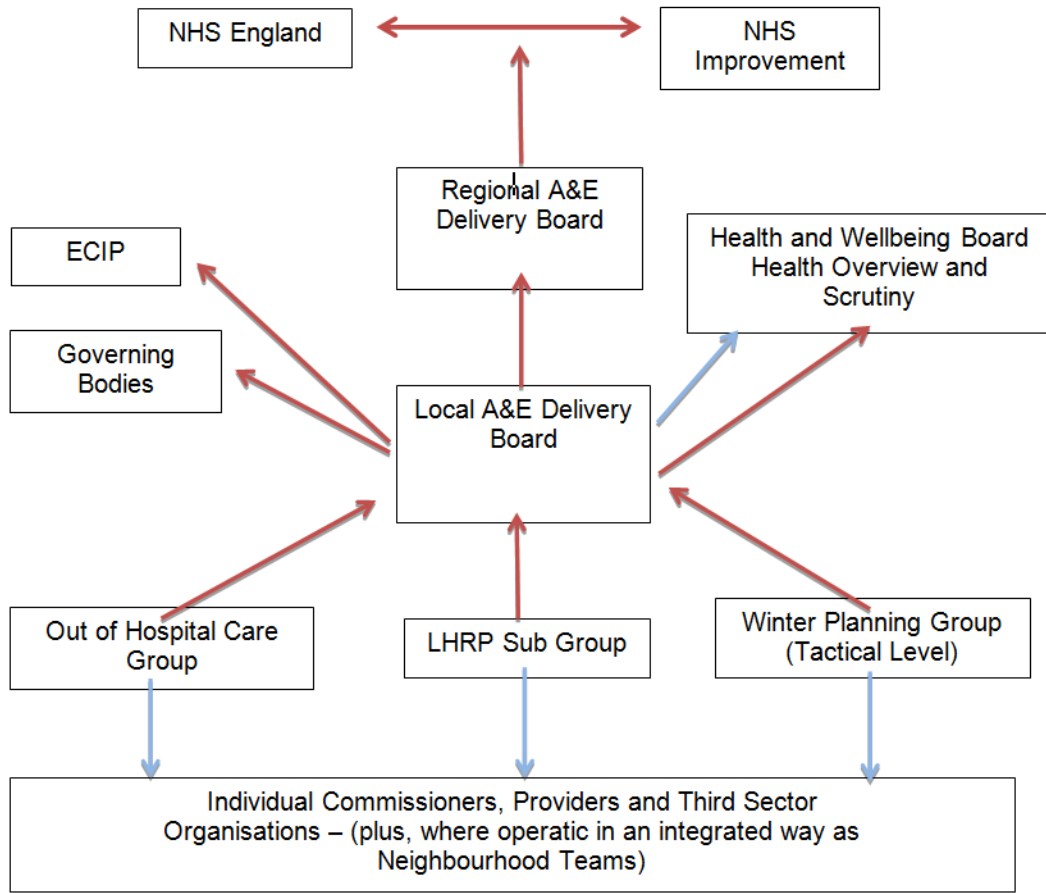 NHS England
NHS
Improvement
Regional A&E
Delivery Board
ECIP
Health and Wellbeing Board
Health Overview and
Scrutiny
Governing
Bodies
Local A&E Delivery
Board
Out of Hospital Care
Group
LHRP Sub Group
Winter Planning Group
(Tactical Level)
Individual Commissioners, Providers and Third Sector
Organisations – (plus, where operatic in an integrated way as
Neighbourhood Teams)